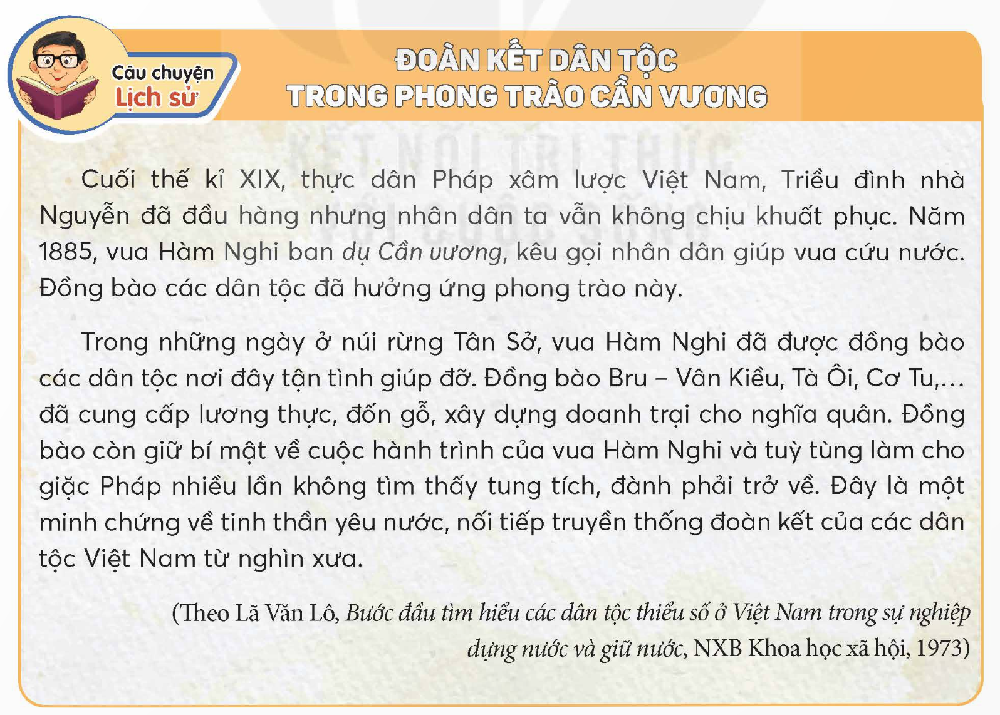 Câu chuyện
Lịch sử
ĐOÀN KẾT DÂN TỘC
TRONG PHONG TRÀO CẦN VƯƠNG
KẾT NỐI TRI THỨC
VỚI CUỘC SỐNG
Cuối thế kỉ XIX, thực dân Pháp xâm lược Việt Nam, Triều đình nhà
Nguyễn đã đầu hàng nhưng nhân dân ta vẫn không chịu khuất phục. Năm
1885, vua Hàm Nghi ban dụ Cần vương, kêu gọi nhân dân giúp vua cứu nước.
Đồng bào các dân tộc đã hưởng ứng phong trào này.
Trong những ngày ở núi rừng Tân Sở, vua Hàm Nghi đã được đồng bào
các dân tộc nơi đây tận tình giúp đỡ. Đồng bào Bru – Vân Kiều, Tà Ôi, Cơ Tu,...
đã cung cấp lương thực, đốn gỗ, xây dựng doanh trại cho nghĩa quân. Đồng
bào còn giữ bí mật về cuộc hành trình của vua Hàm Nghi và tuỳ tùng làm cho
giặc Pháp nhiều lần không tìm thấy tung tích, đành phải trở về. Đây là một
minh chứng về tinh thần yêu nước, nối tiếp truyền thống đoàn kết của các dân
tộc Việt Nam từ nghìn xưa.
(Theo Lã Văn Lô, Bước đầu tìm hiểu các dân tộc thiểu số ở Việt Nam trong sự nghiệp
dựng nước và giữ nước, NXB Khoa học xã hội, 1973)